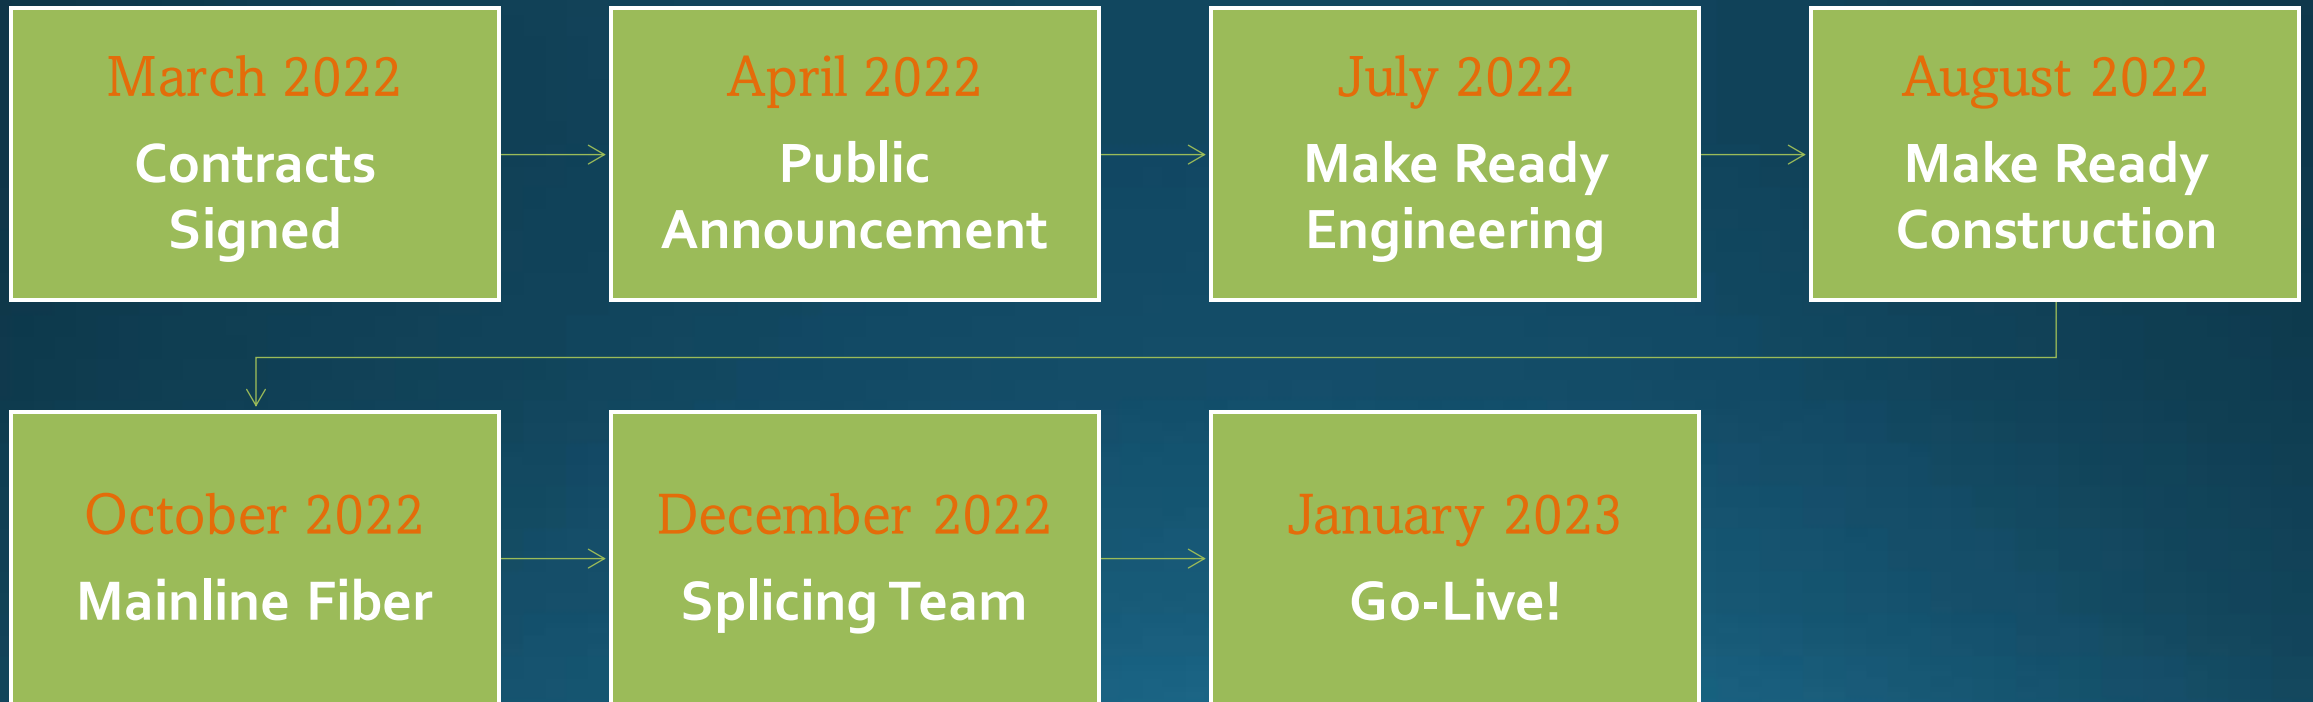 March 2022
Contracts
Signed
April 2022
Public
Announcement
July 2022
Make Ready
Engineering
August 2022
Make Ready
Construction
October 2022
Mainline Fiber
December 2022
Splicing Team
January 2023
Go-Live!